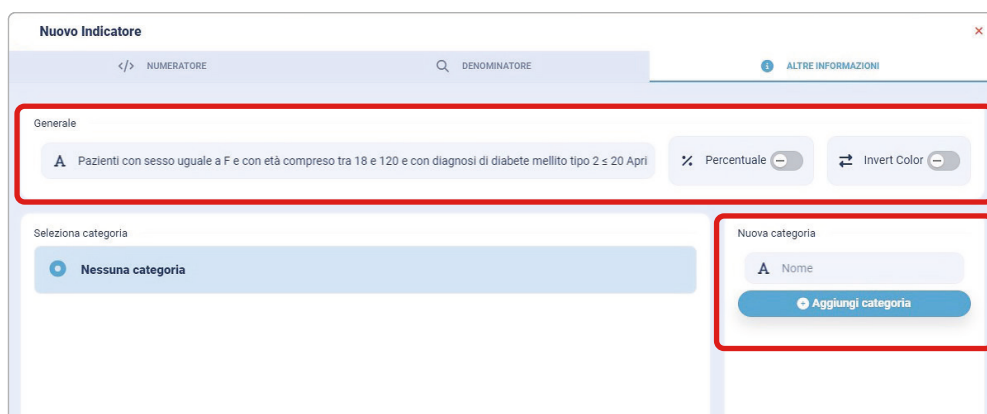 Nuovo Indicatore
NUMERATORE
DENOMINATORE
ALTRE INFORMAZIONI
Generale
Pazienti con sesso uguale a F e con età compreso tra 18 e 120 e con diagnosi di diabete mellito tipo 2 ≤ 20 Apri
Percentuale
Invert Color
Seleziona categoria
Nessuna categoria
Nuova categoria
Nome
Aggiungi categoria